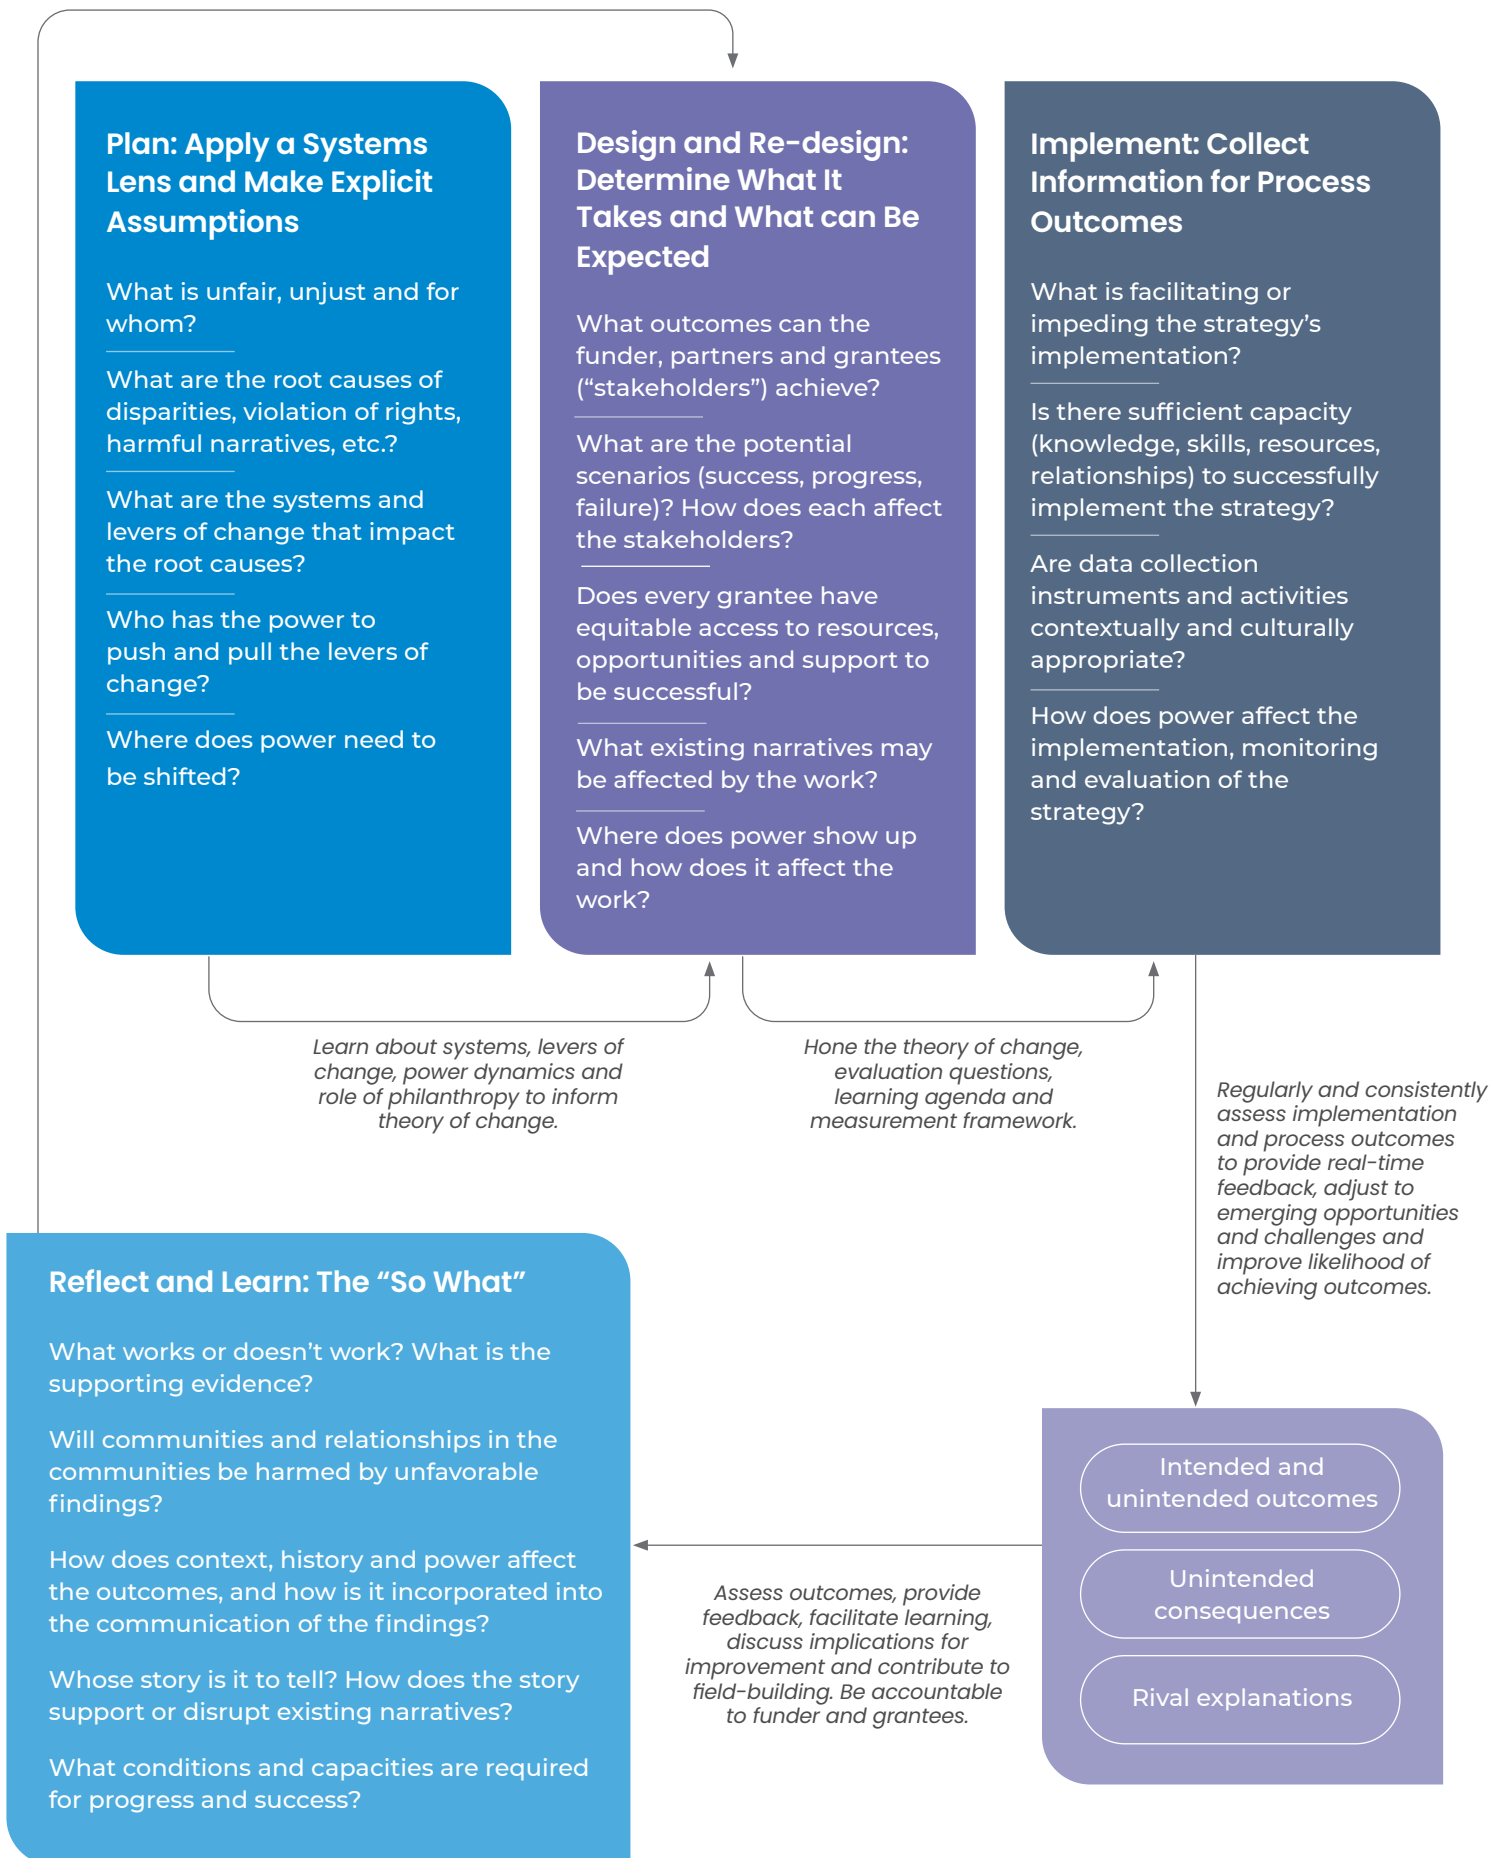 Plan: Apply a Systems
Lens and Make Explicit
Assumptions
What is unfair, unjust and for
whom?
What are the root causes of
disparities, violation of rights,
harmful narratives, etc.?
What are the systems and
levers of change that impact
the root causes?
Who has the power to
push and pull the levers of
change?
Where does power need to
be shifted?
Design and Re-design:
Determine What It
Takes and What can Be
Expected
What outcomes can the
funder, partners and grantees
(“stakeholders”) achieve?
What are the potential
scenarios (success, progress,
failure)? How does each affect
the stakeholders?
Does every grantee have
equitable access to resources,
opportunities and support to
be successful?
What existing narratives may
be affected by the work?
Where does power show up
and how does it affect the
work?
Implement: Collect
Information for Process
Outcomes
What is facilitating or
impeding the strategy’s
implementation?
Is there sufficient capacity
(knowledge, skills, resources,
relationships) to successfully
implement the strategy?
Are data collection
instruments and activities
contextually and culturally
appropriate?
How does power affect the
implementation, monitoring
and evaluation of the
strategy?
Learn about systems, levers of
change, power dynamics and
role of philanthropy to inform
theory of change.
Hone the theory of change,
evaluation questions,
learning agenda and
measurement framework.
Regularly and consistently
assess implementation
and process outcomes
to provide real-time
feedback, adjust to
emerging opportunities
and challenges and
improve likelihood of
achieving outcomes.
Intended and
unintended outcomes
Unintended
consequences
Rival explanations
Assess outcomes, provide
feedback, facilitate learning,
discuss implications for
improvement and contribute to
field-building. Be accountable
to funder and grantees.
Reflect and Learn: The “So What”
What works or doesn’t work? What is the
supporting evidence?
Will communities and relationships in the
communities be harmed by unfavorable
findings?
How does context, history and power affect
the outcomes, and how is it incorporated into
the communication of the findings?
Whose story is it to tell? How does the story
support or disrupt existing narratives?
What conditions and capacities are required
for progress and success?